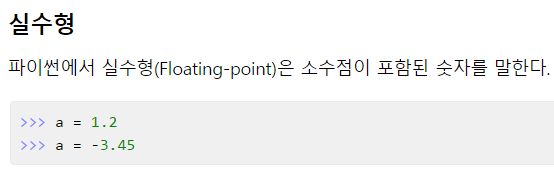 실수형
파이썬에서 실수형(Floating-point)은 소수점이 포함된 숫자를 말한다.
>>> a = 1.2
>>> a = -3.45